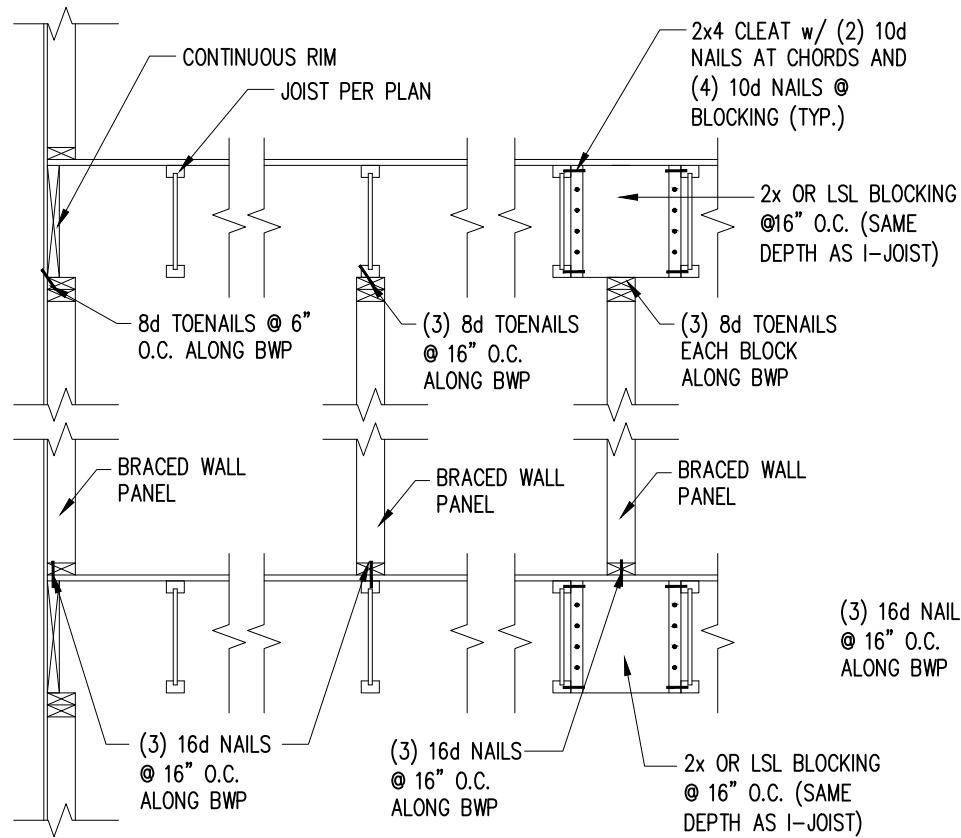 CONTINUOUS RIM
JOIST PER PLAN
2x4 CLEAT w/ (2) 10d
NAILS AT CHORDS AND
(4) 10d NAILS @
BLOCKING (TYP.)
2x OR LSL BLOCKING
@16" O.C. (SAME
DEPTH AS I-JOIST)
8d TOENAILS @ 6"
O.C. ALONG BWP
(3) 8d TOENAILS
@ 16" O.C.
ALONG BWP
(3) 8d TOENAILS
EACH BLOCK
ALONG BWP
BRACED WALL
PANEL
BRACED WALL
PANEL
BRACED WALL
PANEL
(3) 16d NAIL
@ 16" O.C.
ALONG BWP
(3) 16d NAILS
@ 16" O.C.
ALONG BWP
(3) 16d NAILS
@ 16" O.C.
ALONG BWP
2x OR LSL BLOCKING
@ 16" O.C. (SAME
DEPTH AS I-JOIST)